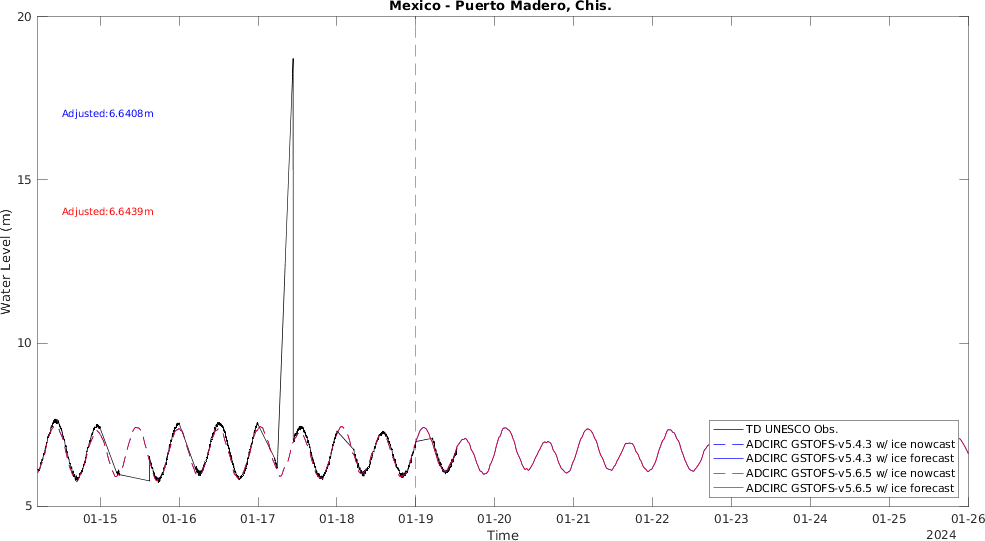 Mexico - Puerto Madero, Chis.
20
15
10
5
Water Level (m)
Adjusted:6.6408m
Adjusted:6.6439m
TD UNESCO Obs.
ADCIRC GSTOFS-v5.4.3 w/ ice nowcast
ADCIRC GSTOFS-v5.4.3 w/ ice forecast
ADCIRC GSTOFS-v5.6.5 w/ ice nowcast
ADCIRC GSTOFS-v5.6.5 w/ ice forecast
01-15 01-16 01-17 01-18 01-19 01-20 01-21 01-22 01-23 01-24 01-25 01-26
Time
2024